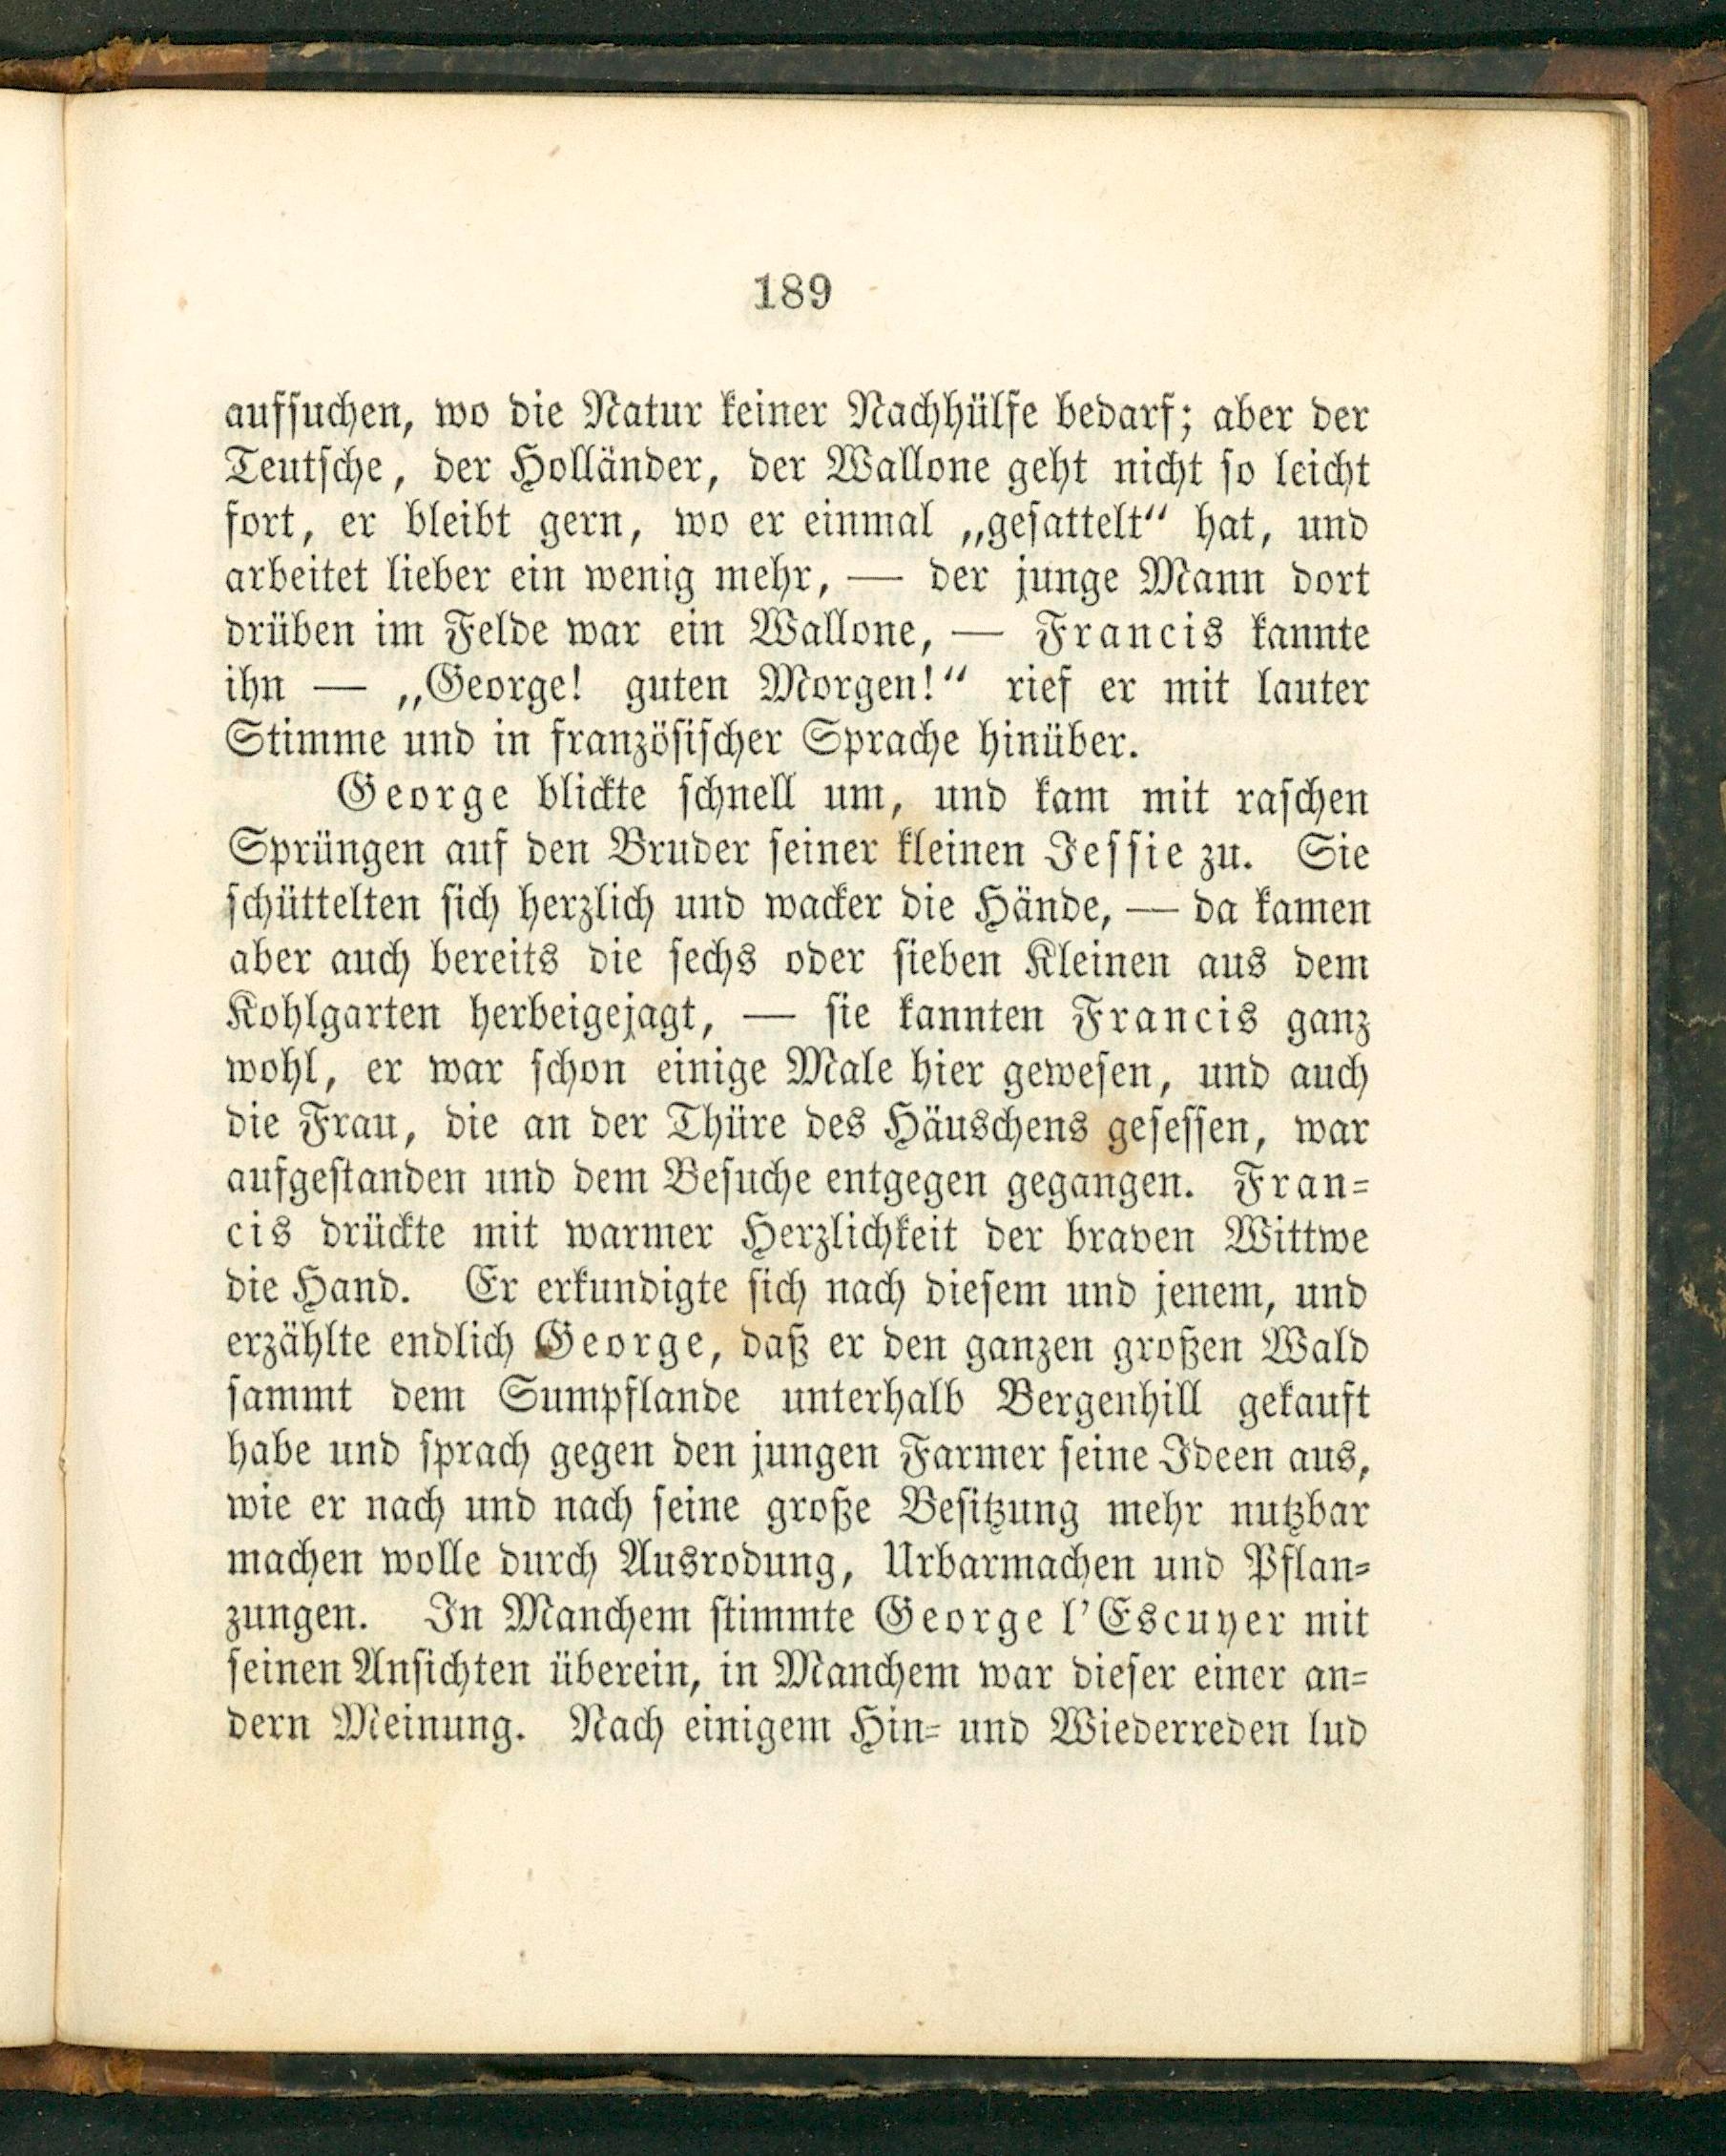 189
aufsuchen, wo die Natur keiner Nachhülfe bedarf; aber der
Teutsche, der Holländer, der Wallone geht nicht so leicht
fort, er bleibt gern, wo er einmal „gesattelt“ hat, und
arbeitet lieber ein wenig mehr, — der junge Mann dort
drüben im Felde war ein Wallone, — Francis kannte
ihn — „George! guten Morgen!“ rief er mit lauter
Stimme und in französischer Sprache hinüber.
George blickte schnell um, und kam mit raschen
Sprüngen auf den Bruder seiner kleinen Jessie zu. Sie
schüttelten sich herzlich und wacker die Hände, — da kamen
aber auch bereits die sechs oder sieben Kleinen aus dem
Kohlgarten herbeigejagt, — sie kannten Francis ganz
wohl, er war schon einige Male hier gewesen, und auch
die Frau, die an der Thüre des Häuschens gesessen, war
aufgestanden und dem Besuche entgegen gegangen. Fran-
cis drückte mit warmer Herzlichkeit der braven Wittwe
die Hand. Er erkundigte sich nach diesem und jenem, und
erzählte endlich George, daß er den ganzen großen Wald
sammt dem Sumpflande unterhalb Bergenhill gekauft
habe und sprach gegen den jungen Farmer seine Ideen aus,
wie er nach und nach seine große Besitzung mehr nutzbar
machen wolle durch Ausrodung, Urbarmachen und Pflan-
zungen. In Manchem stimmte George l'Escuyer mit
seinen Ansichten überein, in Manchem war dieser einer an-
dern Meinung. Nach einigem Hin- und Wiederreden lud